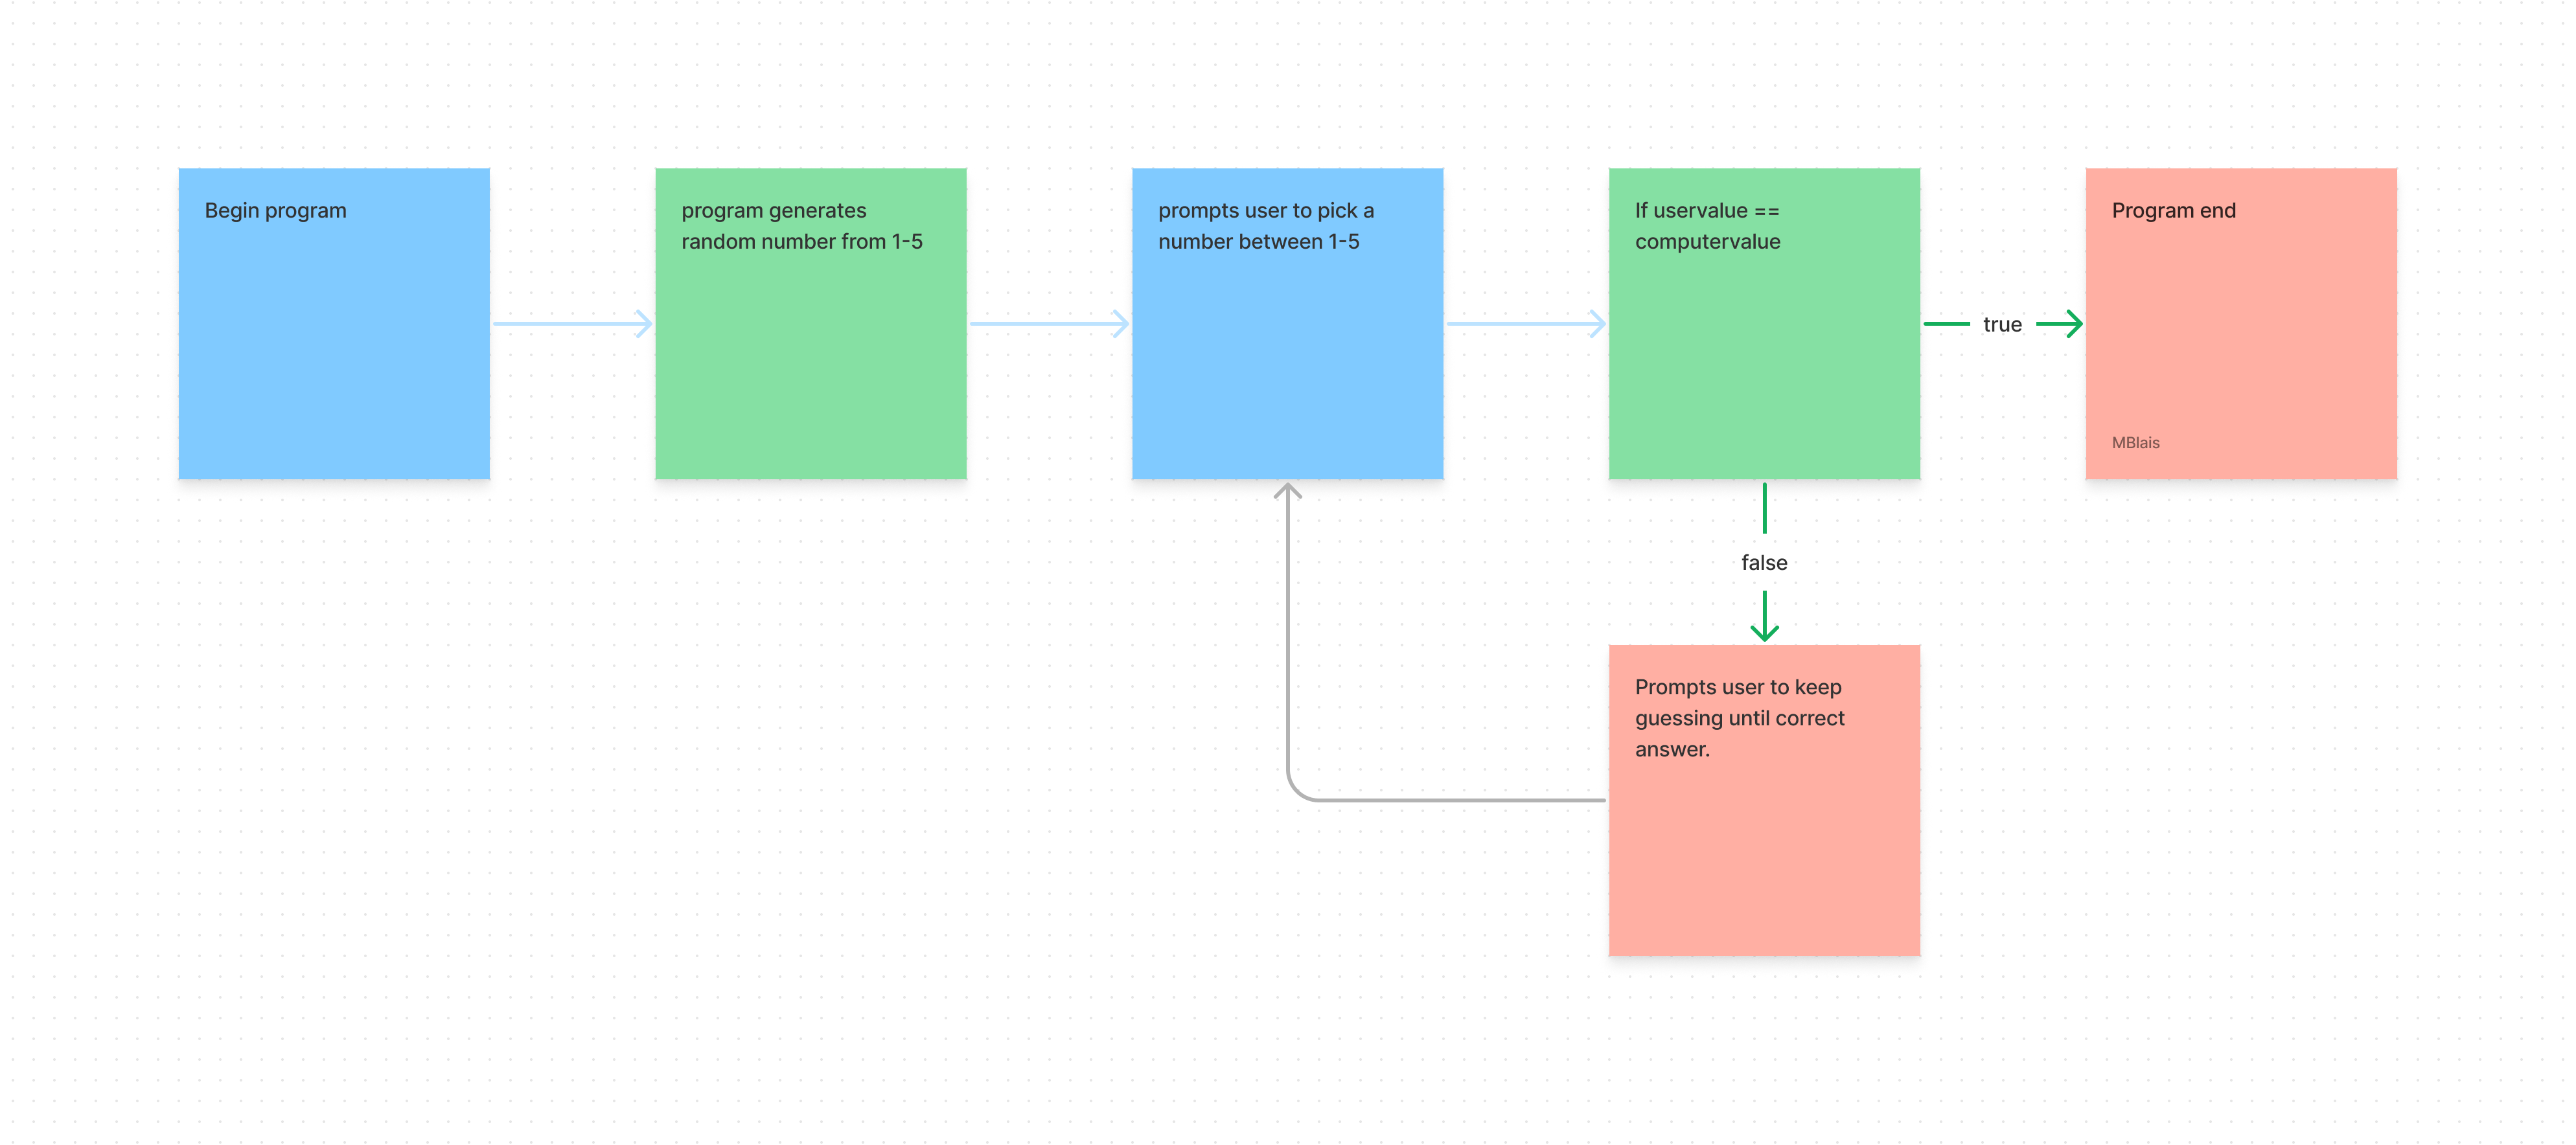 Begin program
program generates
random number from 1-5
prompts user to pick a
number between 1-5
If uservalue ==
computervalue
true
Program end
MBlais
false
Prompts user to keep
guessing until correct
answer.